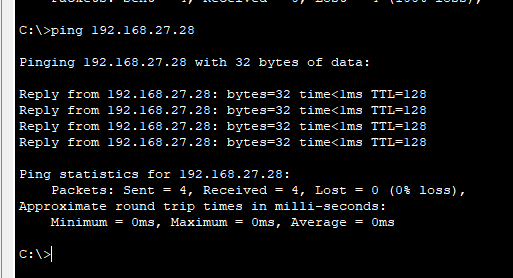 C:\>ping 192.168.27.28
Pinging 192.168.27.28 with 32 bytes of data:
Reply from 192.168.27.28: bytes=32 time<1ms TTL=128
Reply from 192.168.27.28: bytes=32 time<1ms TTL=128
Reply from 192.168.27.28: bytes=32 time<1ms TTL=128
Reply from 192.168.27.28: bytes=32 time<1ms TTL=128
Ping statistics for 192.168.27.28:
Packets: Sent = 4, Received = 4, Lost = 0 (0% loss),
Approximate round trip times in milli-seconds:
Minimum = 0ms, Maximum = 0ms, Average = 0ms
C:\>